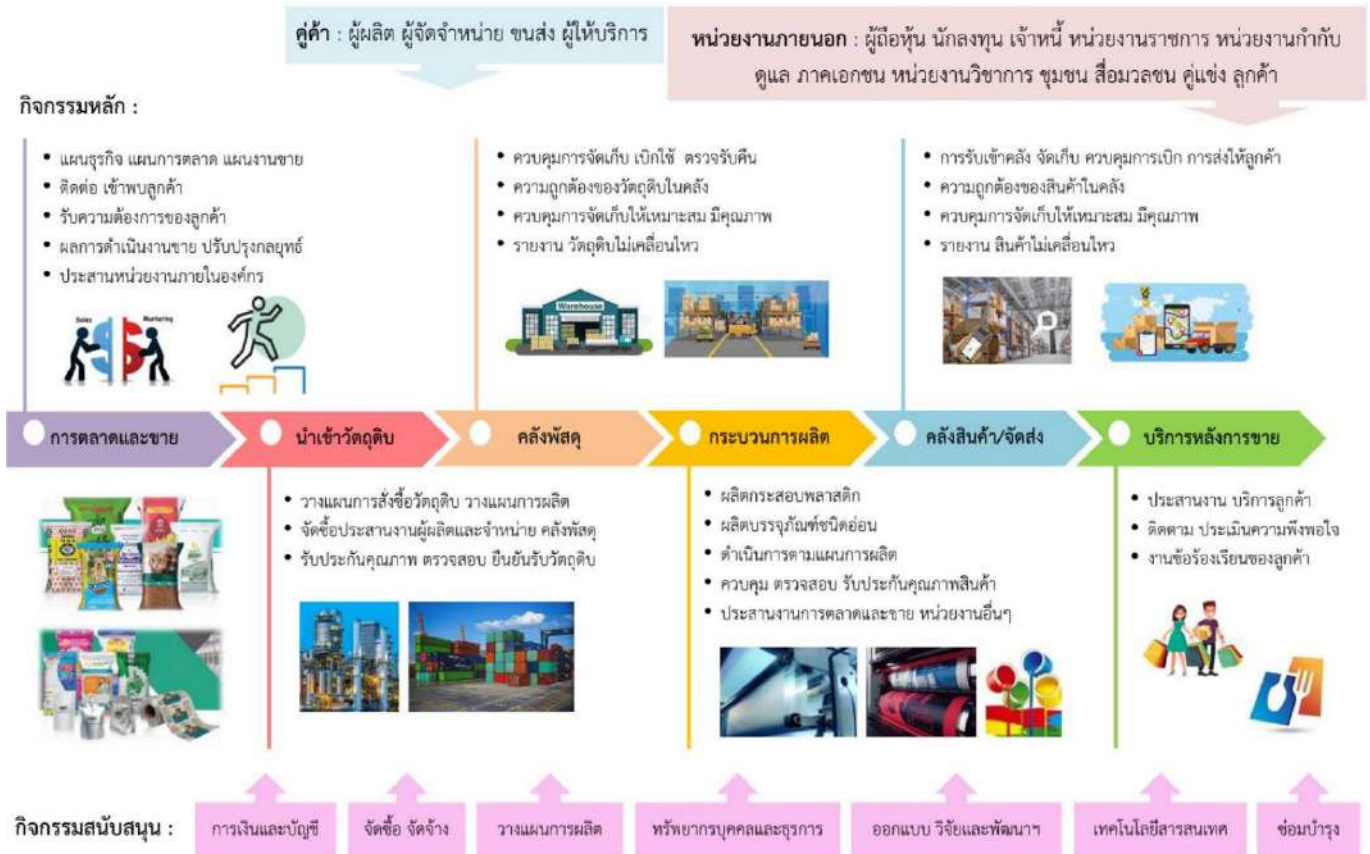 คู่ค้า : ผู้ผลิต ผู้จัดจำหน่าย ขนส่ง ผู้ให้บริการ
หน่วยงานภายนอก : ผู้ถือหุ้น นักลงทุน เจ้าหนี้ หน่วยงานราชการ หน่วยงานกำกับ
ดูแล ภาคเอกชน หน่วยงานวิชาการ ชุมชน สื่อมวลชน คู่แข่ง ลูกค้า
กิจกรรมหลัก :
• แผนธุรกิจ แผนการตลาด แผนงานขาย
• ติดต่อ เข้าพบลูกค้า
• รับความต้องการของลูกค้า
• ผลการดำเนินงานขาย ปรับปรุงกลยุทธ์
• ประสานหน่วยงานภายในองค์กร
Sales
Marketing
• ควบคุมการจัดเก็บ เบิกใช้ ตรวจรับคืน
• ความถูกต้องของวัตถุดิบในคลัง
• ควบคุมการจัดเก็บให้เหมาะสม มีคุณภาพ
• รายงาน วัตถุดิบไม่เคลื่อนไหว
Warehouse
• การรับเข้าคลัง จัดเก็บ ควบคุมการเบิก การส่งให้ลูกค้า
• ความถูกต้องของสินค้าในคลัง
• ควบคุมการจัดเก็บให้เหมาะสม มีคุณภาพ
• รายงาน สินค้าไม่เคลื่อนไหว
การตลาดและขาย
นำเข้าวัตถุดิบ
คลังพัสดุ
กระบวนการผลิต
คลังสินค้า/จัดส่ง
บริการหลังการขาย
• วางแผนการสั่งซื้อวัตถุดิบ วางแผนการผลิต
• จัดซื้อประสานงานผู้ผลิตและจำหน่าย คลังพัสดุ
• รับประกันคุณภาพ ตรวจสอบ ยืนยันรับวัตถุดิบ
• ผลิตกระสอบพลาสติก
• ผลิตบรรจุภัณฑ์ชนิดอ่อน
• ดำเนินการตามแผนการผลิต
• ควบคุม ตรวจสอบ รับประกันคุณภาพสินค้า
• ประสานงานการตลาดและขาย หน่วยงานอื่นๆ
• ประสานงาน บริการลูกค้า
• ติดตาม ประเมินความพึงพอใจ
• งานข้อร้องเรียนของลูกค้า
กิจกรรมสนับสนุน :
การเงินและบัญชี
จัดซื้อ จัดจ้าง
วางแผนการผลิต
ทรัพยากรบุคคลและธุรการ
ออกแบบ วิจัยและพัฒนาฯ
เทคโนโลยีสารสนเทศ
ซ่อมบำรุง